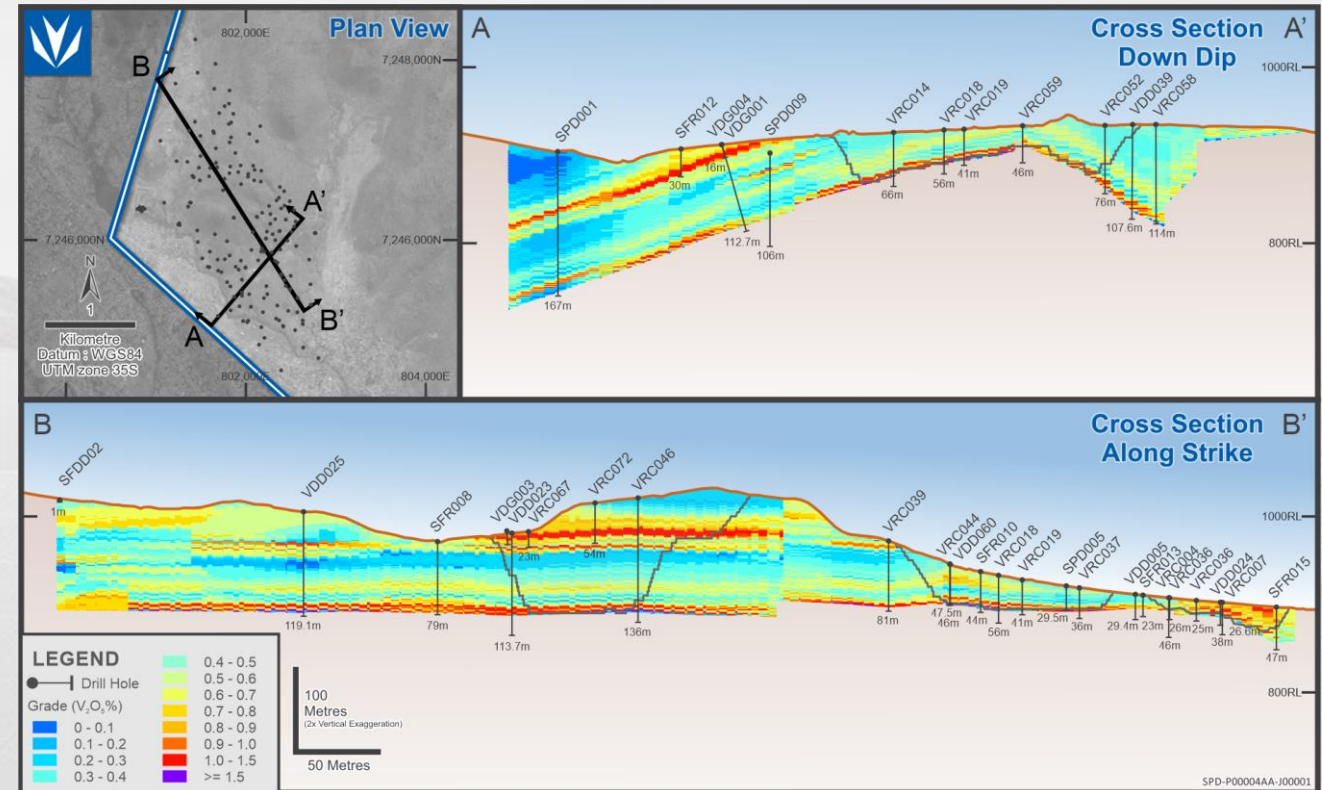 Plan View
802,000E
7,248,000N
B
A'
7,246,000N
7,246,000N
N
1
Kilometre
Datum : WGS84
UTM zone 35S
A
B'
802,000E
804,000E
A
Cross Section
Down Dip
A'
1000RL
800RL
SPD001
SFR012
VDG004
VDG001
SPD009
VRC014
VRC018
VRC019
VRC059
VRC052
VDD039
VRC058
167m
30m
16m
112.7m
106m
66m
56m
41m
46m
76m
107.6m
114m
B
Cross Section
Along Strike
B'
1000RL
800RL
SFDD02
VDD025
SFR008
VDG003
VDD023
VRC067
VRC072
VRC046
VRC039
VRC044
VDD060
SFR010
VRC018
VRC019
SPD005
VRC037
VDD005
SFR013
VRC004
VRC036
VRC036
VDD024
VRC007
SFR015
1m
119.1m
79m
113.7m
23m
54m
136m
81m
47.5m
46m
44m
56m
41m
29.5m
36m
29.4m
23m
46m
26m
25m
38m
26.6m
47m
LEGEND
Drill Hole
Grade (V₂O₅%)
0 - 0.1
0.1 - 0.2
0.2 - 0.3
0.3 - 0.4
0.4 - 0.5
0.5 - 0.6
0.6 - 0.7
0.7 - 0.8
0.8 - 0.9
0.9 - 1.0
1.0 - 1.5
>= 1.5
100
Metres
(2x Vertical Exaggeration)
50 Metres
SPD-P00004AA-J00001